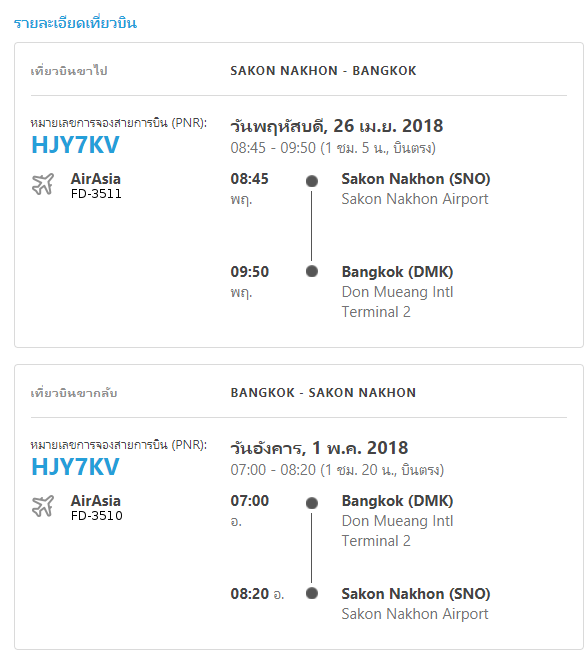 รายละเอียดเที่ยวบิน
เที่ยวบินขาไป
SAKON NAKHON - BANGKOK
หมายเลขการจองสายการบิน (PNR):
HJY7KV
AirAsia
FD-3511
วันพฤหัสบดี, 26 เม.ย. 2018
08:45 - 09:50 (1 ชม. 5 น., บินตรง)
08:45
พฤ.
Sakon Nakhon (SNO)
Sakon Nakhon Airport
09:50
พฤ.
Bangkok (DMK)
Don Mueang Intl
Terminal 2
เที่ยวบินขากลับ
BANGKOK - SAKON NAKHON
หมายเลขการจองสายการบิน (PNR):
HJY7KV
AirAsia
FD-3510
วันอังคาร, 1 พ.ค. 2018
07:00 - 08:20 (1 ชม. 20 น., บินตรง)
07:00
อ.
Bangkok (DMK)
Don Mueang Intl
Terminal 2
08:20 อ.
Sakon Nakhon (SNO)
Sakon Nakhon Airport